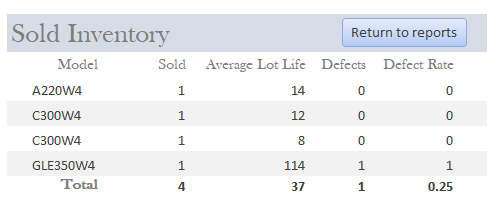 Sold Inventory Return to reports
Model Sold Average Lot Life Defects Defect Rate
A220W4 1 14 0 0
C300W4 1 12 0 0
C300W4 1 8 0 0
GLE350W4 1 114 1 1
Total 4 37 1 0.25